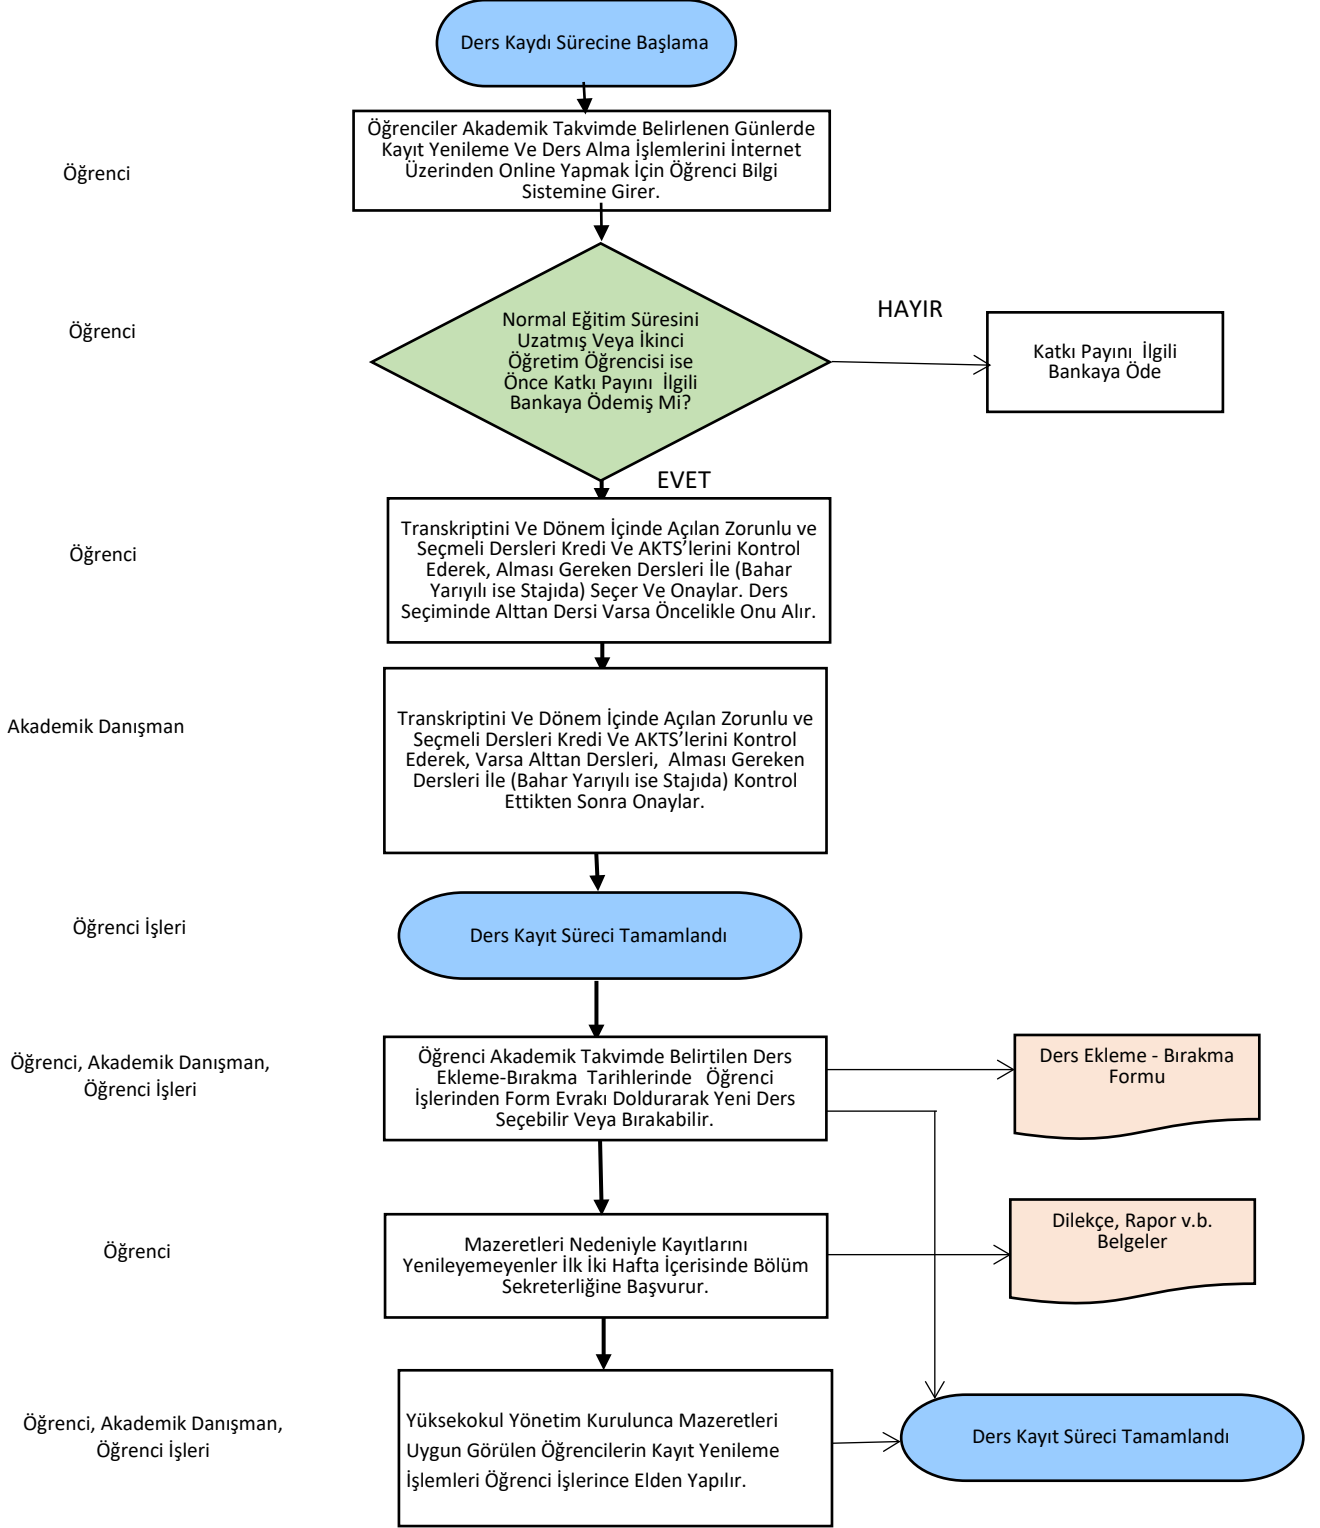 Ders Kaydı Sürecine Başlama
Öğrenci
Öğrenciler Akademik Takvimde Belirlenen Günlerde
Kayıt Yenileme Ve Ders Alma İşlemlerini İnternet
Üzerinden Online Yapmak İçin Öğrenci Bilgi
Sistemine Girer.
Öğrenci
Normal Eğitim Süresini
Uzatmış Veya İkinci
Öğretim Öğrencisi ise
Önce Katkı Payını İlgili
Bankaya Ödemiş Mi?
HAYIR
Katkı Payını İlgili
Bankaya Öde
EVET
Öğrenci
Transkriptini Ve Dönem İçinde Açılan Zorunlu ve
Seçmeli Dersleri Kredi Ve AKTS’lerini Kontrol
Ederek, Alması Gereken Dersleri İle (Bahar
Yarıyılı ise Stajıda) Seçer Ve Onaylar. Ders
Seçiminde Alttan Dersi Varsa Öncelikle Onu Alır.
Akademik Danışman
Transkriptini Ve Dönem İçinde Açılan Zorunlu ve
Seçmeli Dersleri Kredi Ve AKTS’lerini Kontrol
Ederek, Varsa Alttan Dersleri, Alması Gereken
Dersleri İle (Bahar Yarıyılı ise Stajıda) Kontrol
Ettikten Sonra Onaylar.
Öğrenci İşleri
Ders Kayıt Süreci Tamamlandı
Öğrenci, Akademik Danışman,
Öğrenci İşleri
Öğrenci Akademik Takvimde Belirtilen Ders
Ekleme-Bırakma Tarihlerinde Öğrenci
İşlerinden Form Evrakı Doldurarak Yeni Ders
Seçebilir Veya Bırakabilir.
Ders Ekleme - Bırakma
Formu
Öğrenci
Mazeretleri Nedeniyle Kayıtlarını
Yenileyemeyenler İlk İki Hafta İçerisinde Bölüm
Sekreterliğine Başvurur.
Dilekçe, Rapor v.b.
Belgeler
Öğrenci, Akademik Danışman,
Öğrenci İşleri
Yüksekokul Yönetim Kurulunca Mazeretleri
Uygun Görülen Öğrencilerin Kayıt Yenileme
İşlemleri Öğrenci İşlerince Elden Yapılır.
Ders Kayıt Süreci Tamamlandı